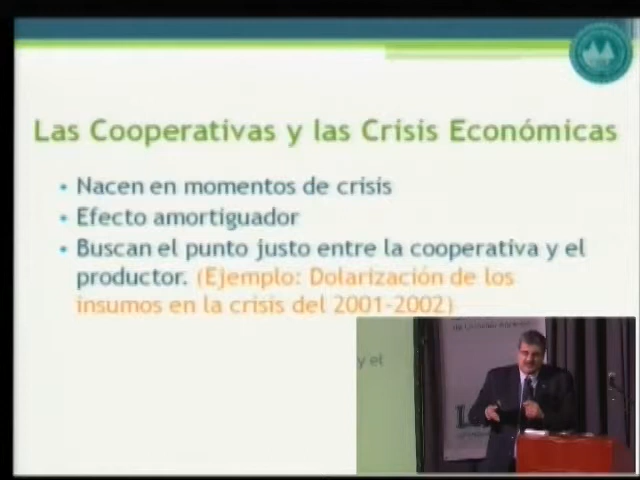 Las Cooperativas y las Crisis Económicas
• Nacen en momentos de crisis
• Efecto amortiguador
• Buscan el punto justo entre la cooperativa y el
productor. (Ejemplo: Dolarización de los
insumos en la crisis del 2001-2002)
y el